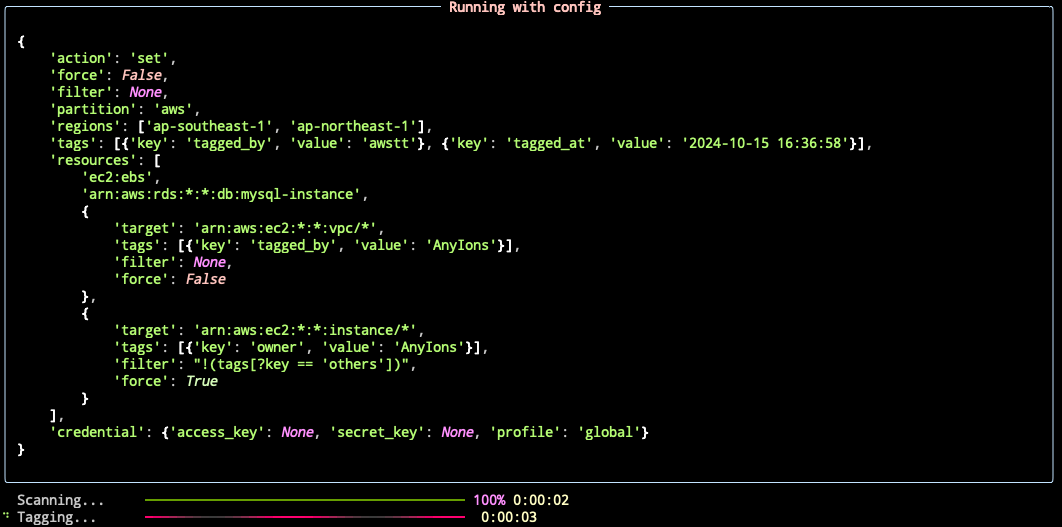 Running with config
{
    'action': 'set',
    'force': False,
    'filter': None,
    'partition': 'aws',
    'regions': ['ap-southeast-1', 'ap-northeast-1'],
    'tags': [{'key': 'tagged_by', 'value': 'awstt'}, {'key': 'tagged_at', 'value': '2024-10-15 16:36:58'}],
    'resources': [
        'ec2:ebs',
        'arn:aws:rds:*:*:db:mysql-instance',
        {
            'target': 'arn:aws:ec2:*:*:vpc/*',
            'tags': [{'key': 'tagged_by', 'value': 'AnyIons'}],
            'filter': None,
            'force': False
        },
        {
            'target': 'arn:aws:ec2:*:*:instance/*',
            'tags': [{'key': 'owner', 'value': 'AnyIons'}],
            'filter': "!(tags[?key == 'others'])",
            'force': True
        }
    ],
    'credential': {'access_key': None, 'secret_key': None, 'profile': 'global'}
}
Scanning... 100% 0:00:02
Tagging... 0:00:03